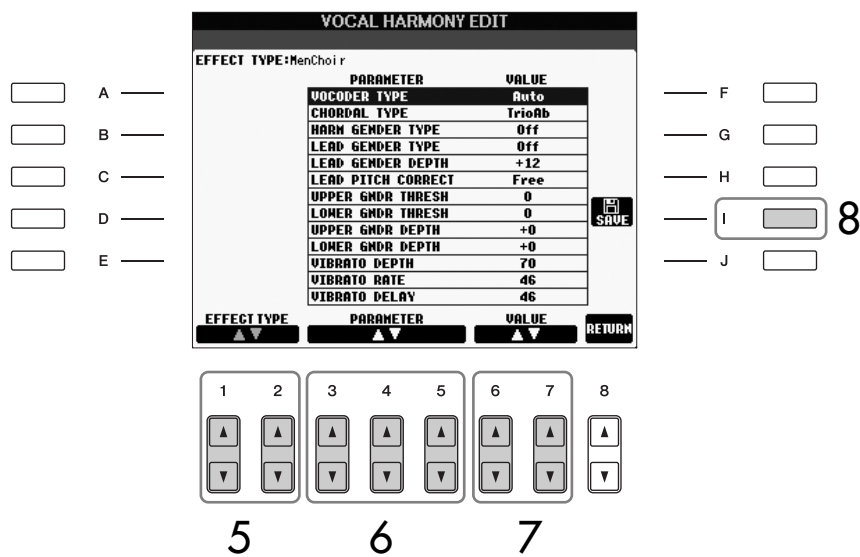 VOCAL HARMONY EDIT
EFFECT TYPE:MenChoir
PARAMETER VALUE
VOCODER TYPE Auto
CHORDAL TYPE TrioAb
HARM GENDER TYPE Off
LEAD GENDER TYPE Off
LEAD GENDER DEPTH +12
LEAD PITCH CORRECT Free
UPPER GNDR THRESH 0
LOWER GNDR THRESH 0
UPPER GNDR DEPTH +0
LOWER GNDR DEPTH +0
VIBRATO DEPTH 70
VIBRATO RATE 46
VIBRATO DELAY 46
SAVE
EFFECT TYPE PARAMETER VALUE RETURN
A F
B G
C H
D I 8
E J
1 2 3 4 5 6 7 8
5 6 7